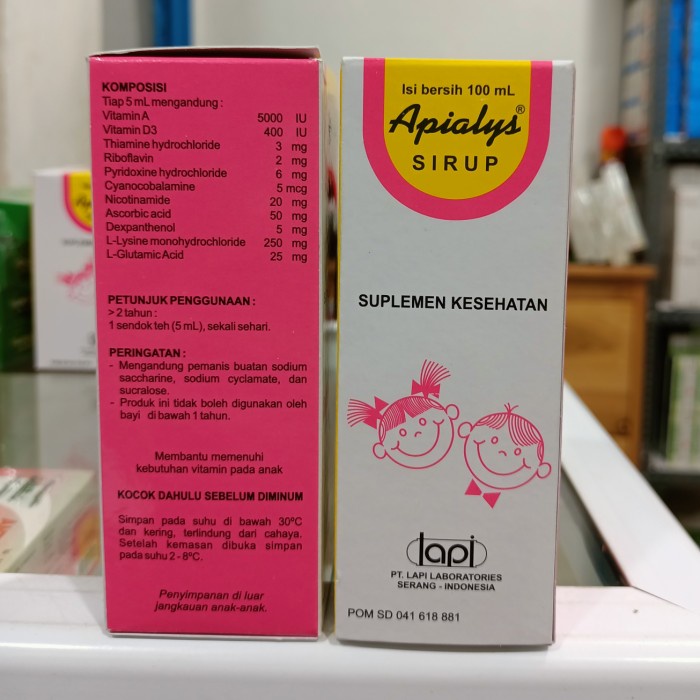 KOMPOSISI
Tiap 5 mL mengandung :
Vitamin A 5000 IU
Vitamin D3 400 IU
Thiamine hydrochloride 3 mg
Riboflavin 2 mg
Pyridoxine hydrochloride 6 mg
Cyanocobalamine 5 mcg
Nicotinamide 20 mg
Ascorbic acid 50 mg
Dexpanthenol 5 mg
L-Lysine monohydrochloride 250 mg
L-Glutamic Acid 25 mg
PETUNJUK PENGGUNAAN :
> 2 tahun :
1 sendok teh (5 mL), sekali sehari.
PERINGATAN :
- Mengandung pemanis buatan sodium
saccharine, sodium cyclamate, dan
sucralose.
- Produk ini tidak boleh digunakan oleh
bayi di bawah 1 tahun.
Membantu memenuhi
kebutuhan vitamin pada anak
KOCOK DAHULU SEBELUM DIMINUM
Simpan pada suhu di bawah 30ºC
dan kering, terlindung dari cahaya.
Setelah kemasan dibuka simpan
pada suhu 2 - 8ºC.
Penyimpanan di luar
jangkauan anak-anak.
Isi bersih 100 mL
Apialys®
SIRUP
SUPLEMEN KESEHATAN
lapi
PT. LAPI LABORATORIES
SERANG - INDONESIA
POM SD 041 618 881